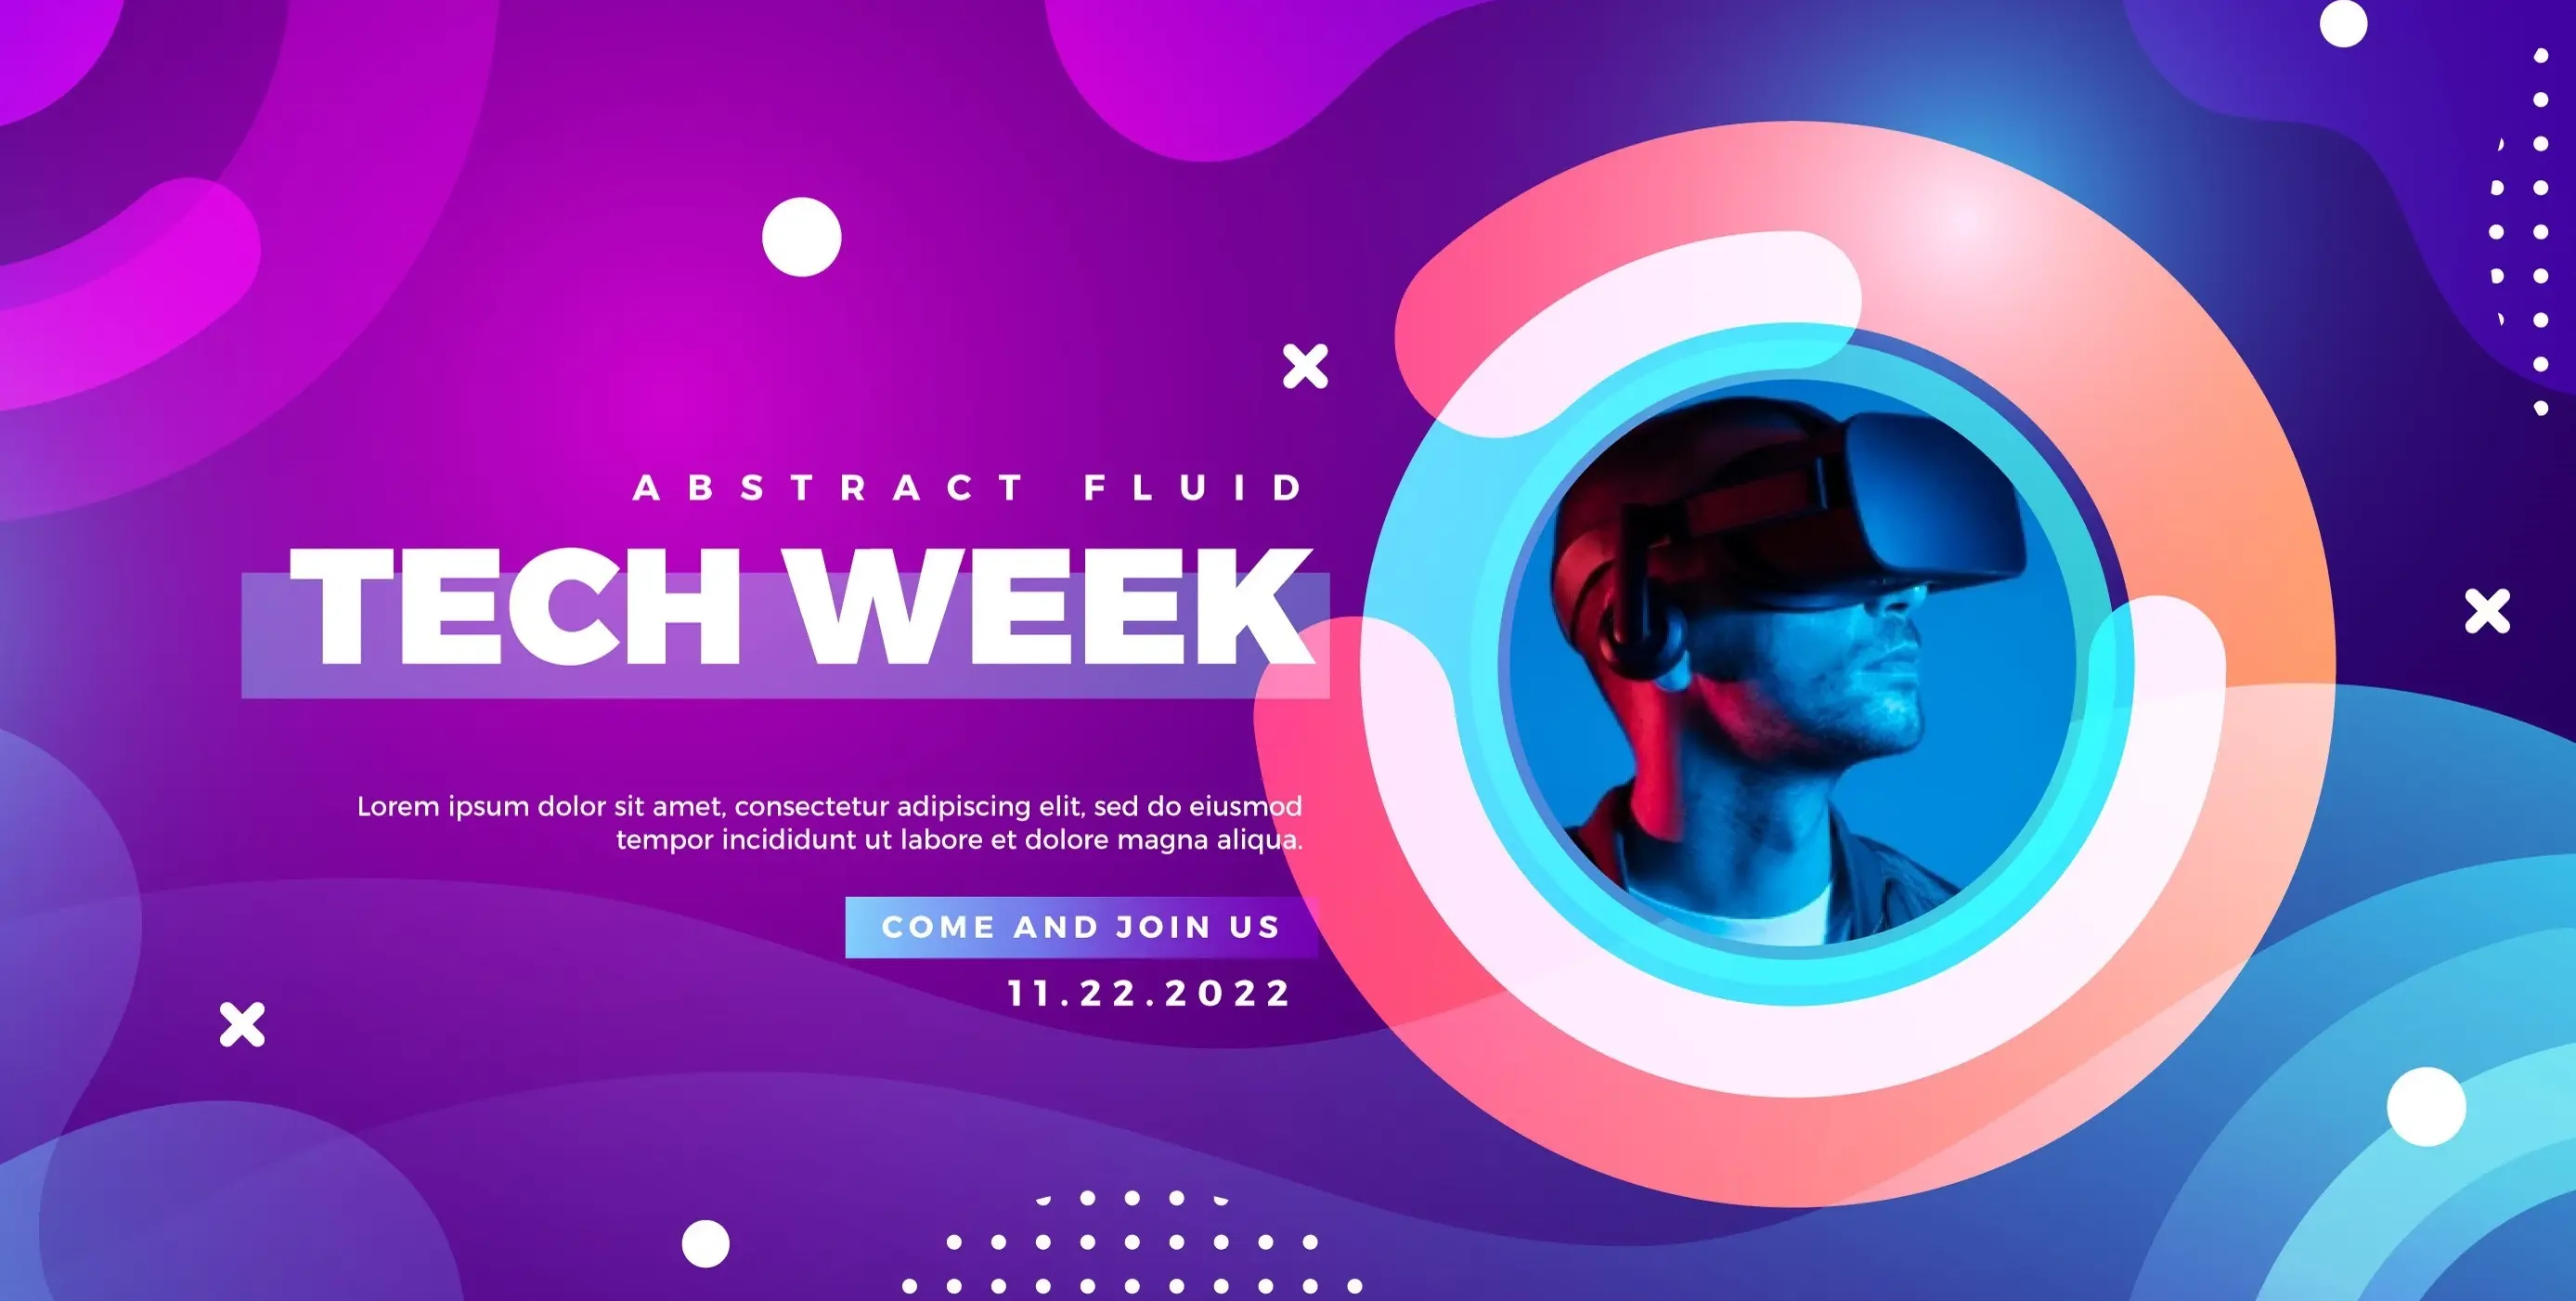 ABSTRACT FLUID
TECH WEEK
Lorem ipsum dolor sit amet, consectetur adipiscing elit, sed do eiusmod
tempor incididunt ut labore et dolore magna aliqua.
COME AND JOIN US
11.22.2022